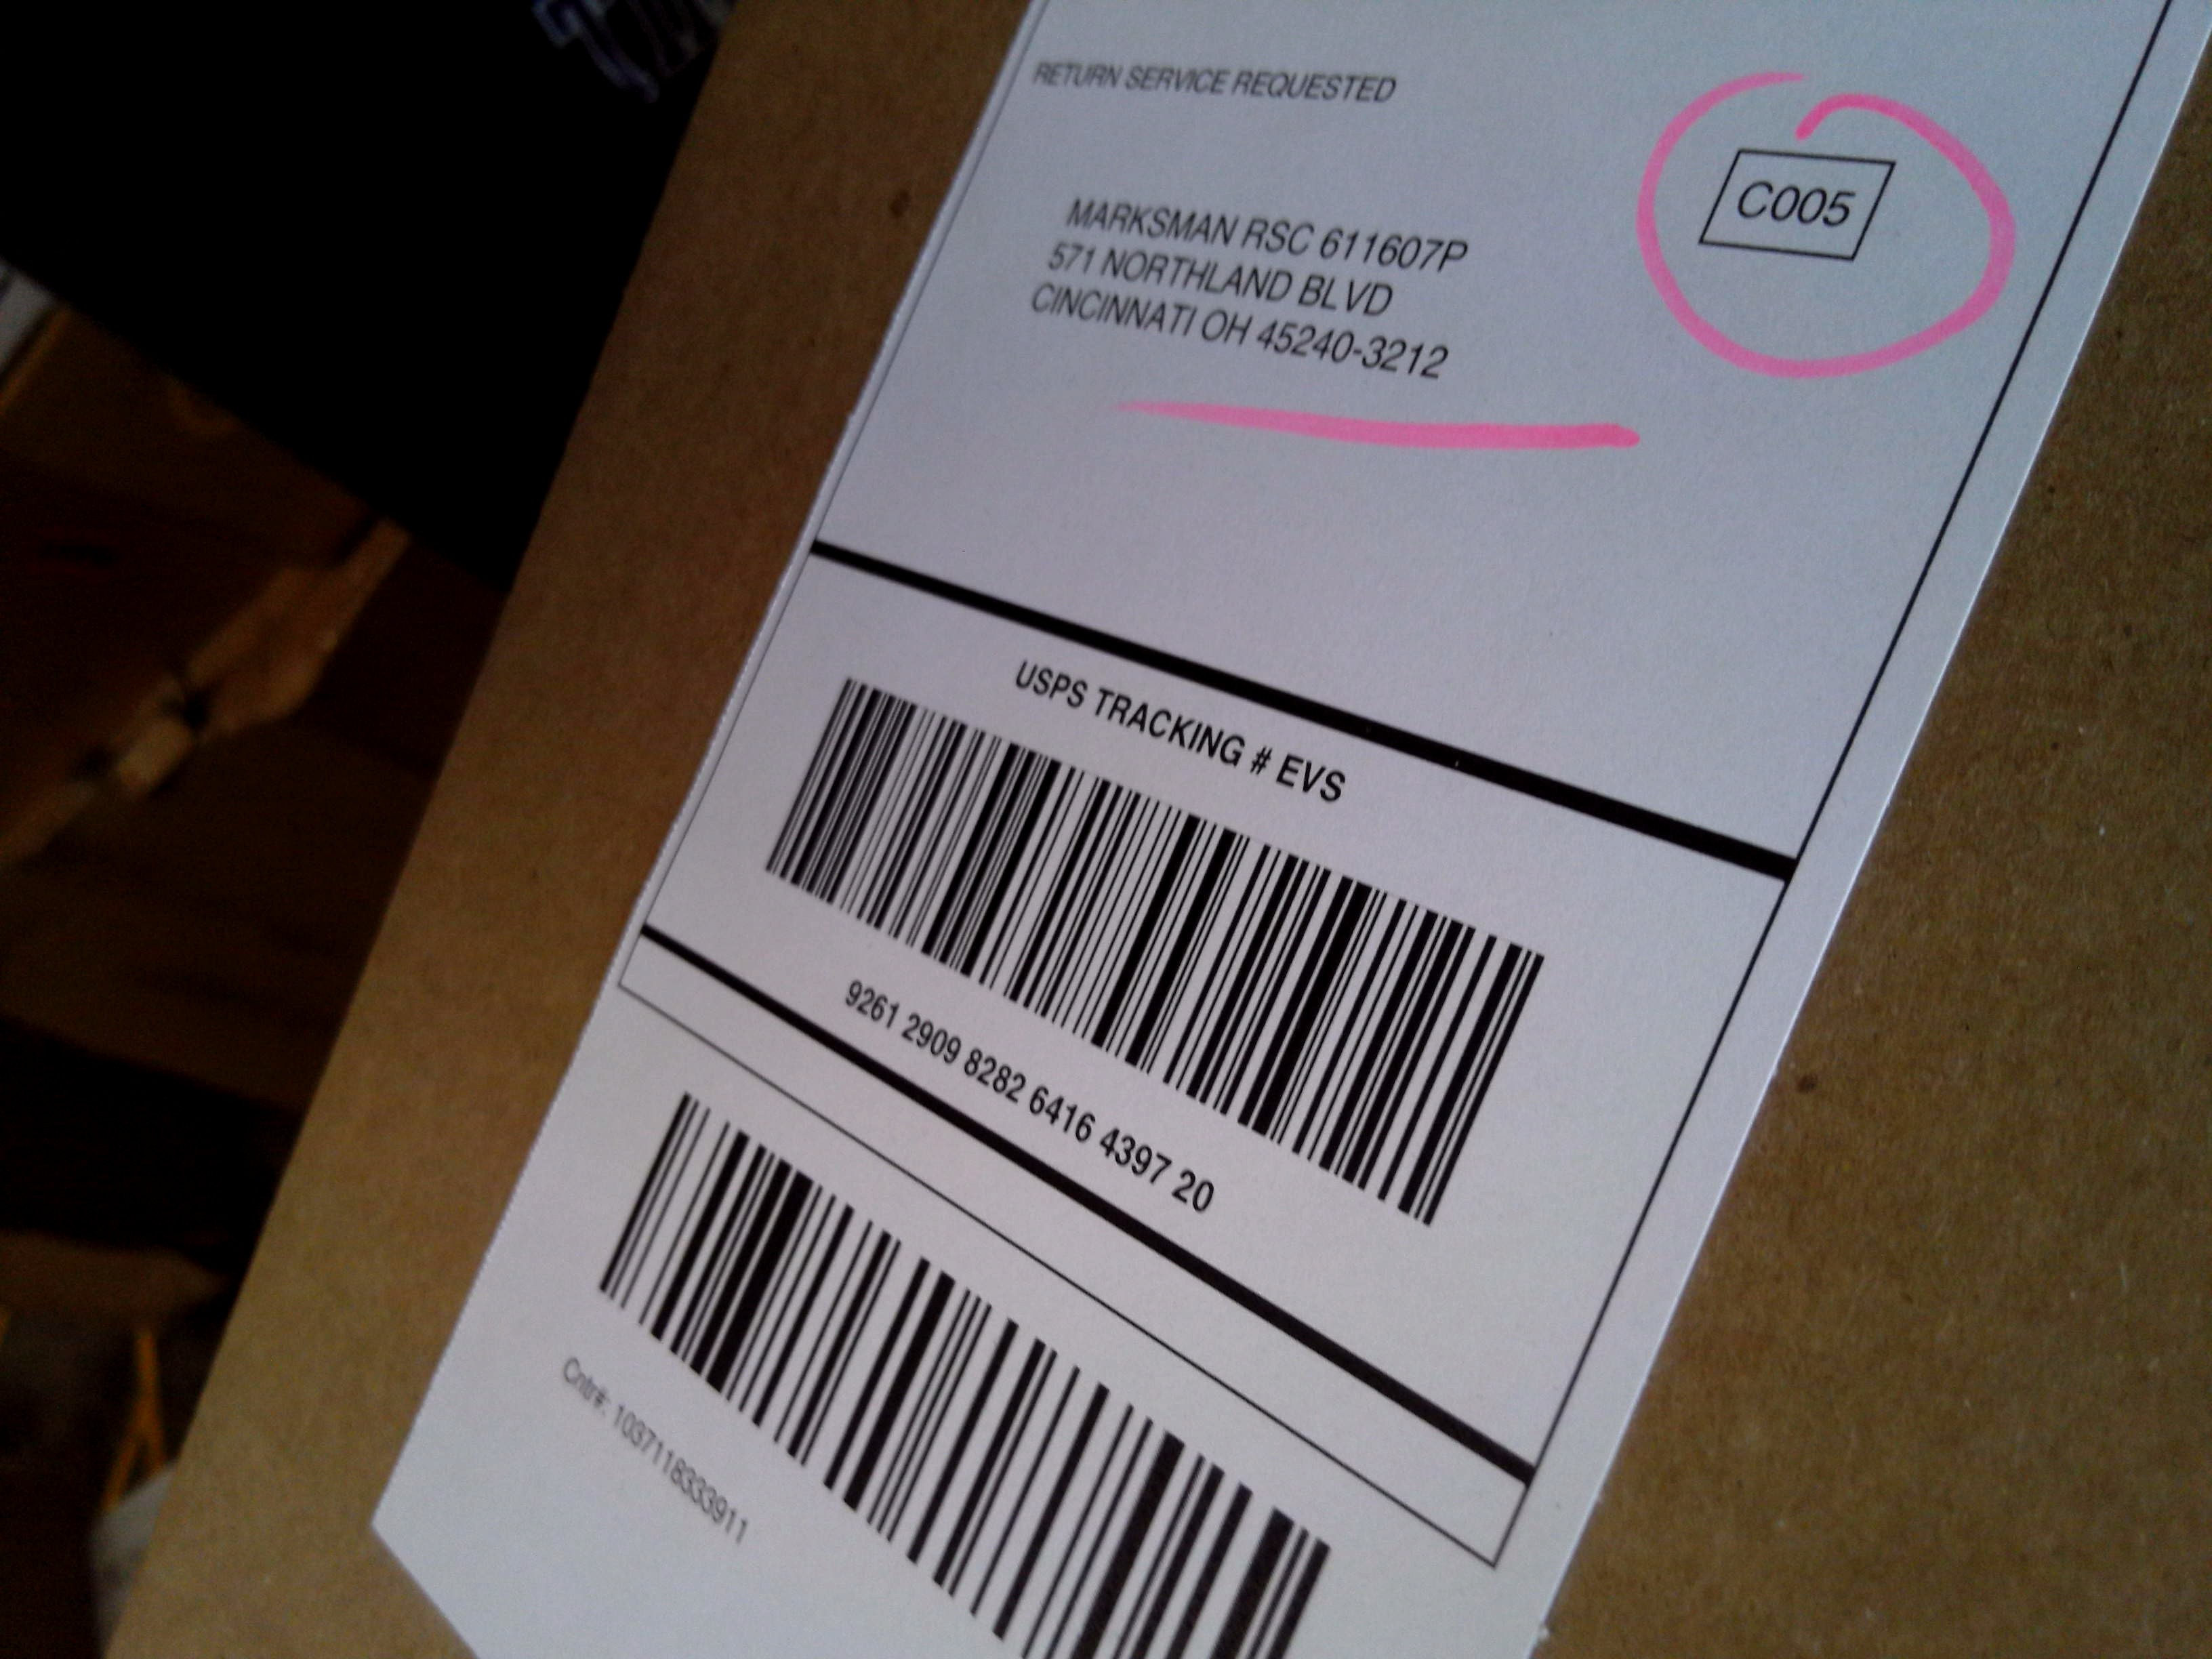 RETURN SERVICE REQUESTED
C005
MARKSMAN RSC 611607P
571 NORTHLAND BLVD
CINCINNATI OH 45240-3212
USPS TRACKING # EVS
9261 2909 8282 6416 4397 20
Cntr#: 1037118333911